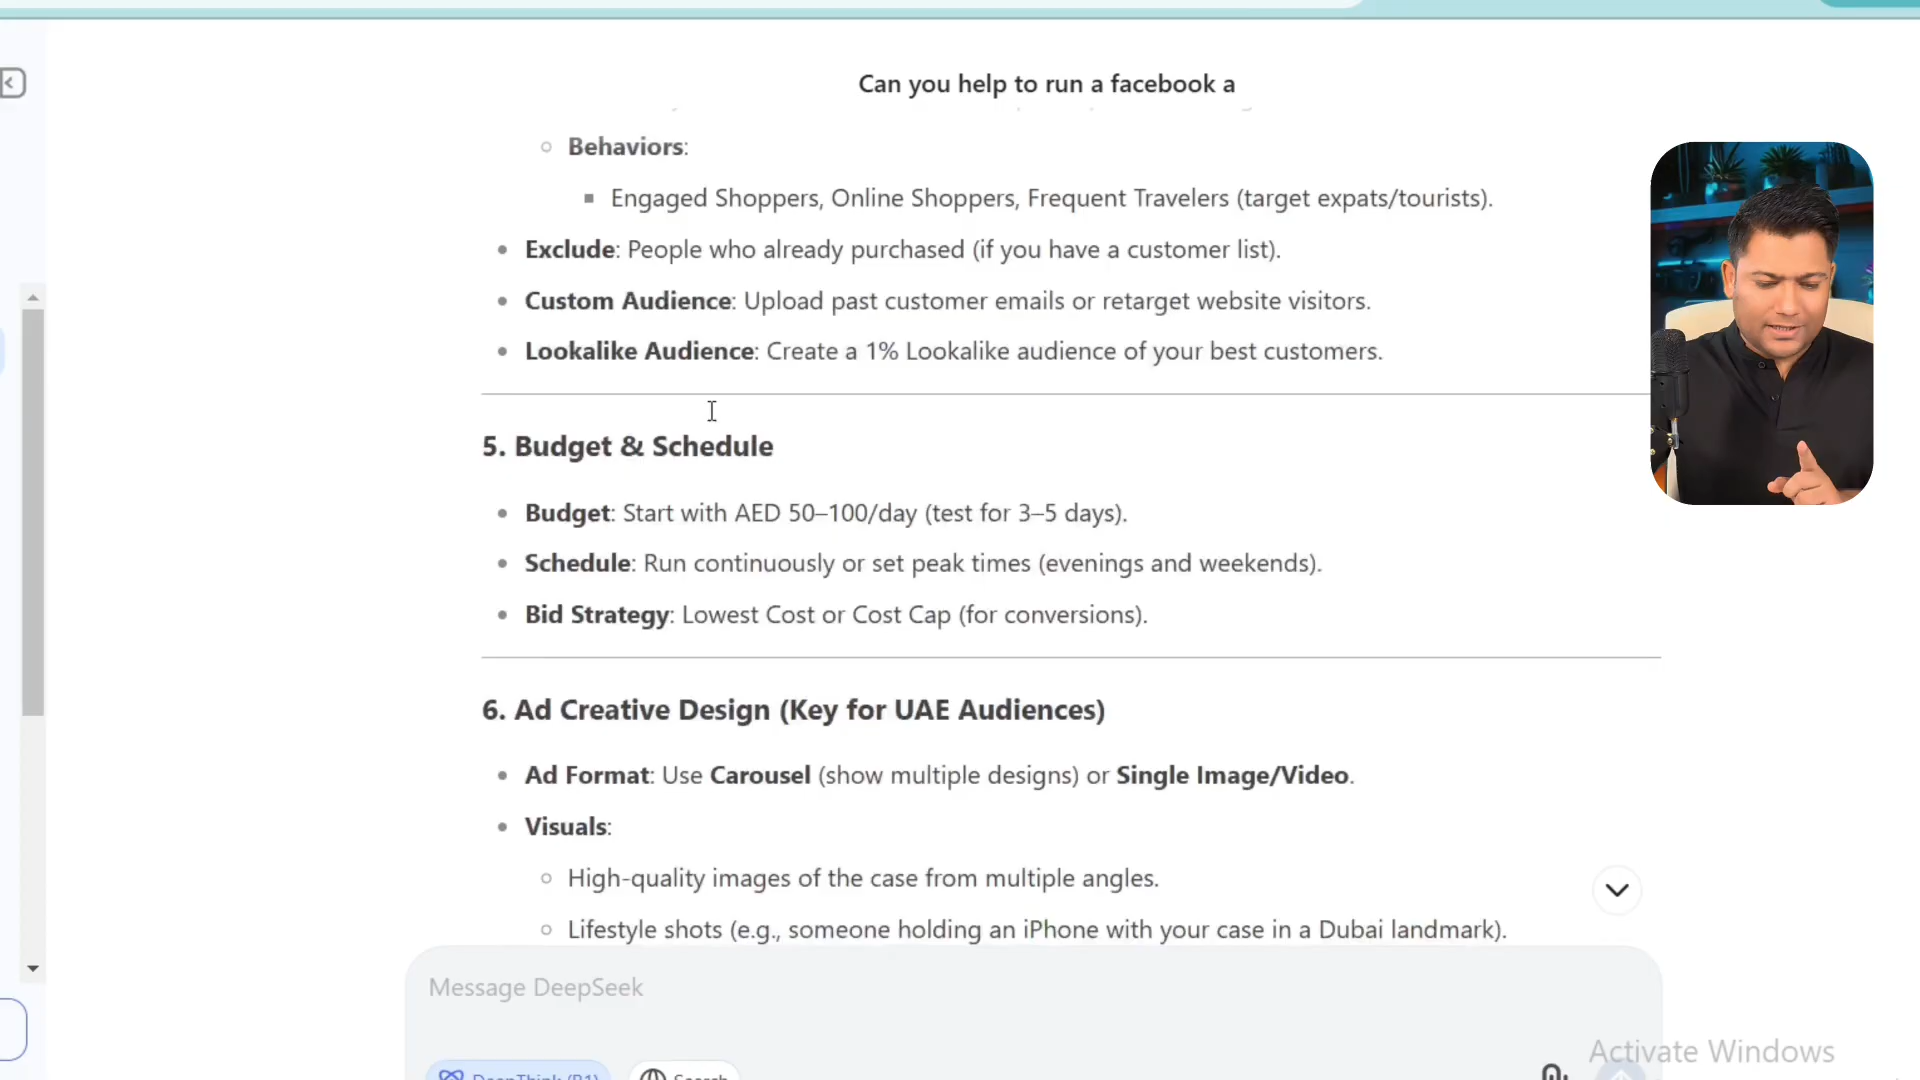 Can you help to run a facebook a
Behaviors:
Engaged Shoppers, Online Shoppers, Frequent Travelers (target expats/tourists).
Exclude: People who already purchased (if you have a customer list).
Custom Audience: Upload past customer emails or retarget website visitors.
Lookalike Audience: Create a 1% Lookalike audience of your best customers.
5. Budget & Schedule
Budget: Start with AED 50–100/day (test for 3–5 days).
Schedule: Run continuously or set peak times (evenings and weekends).
Bid Strategy: Lowest Cost or Cost Cap (for conversions).
6. Ad Creative Design (Key for UAE Audiences)
Ad Format: Use Carousel (show multiple designs) or Single Image/Video.
Visuals:
High-quality images of the case from multiple angles.
Lifestyle shots (e.g., someone holding an iPhone with your case in a Dubai landmark).
Message DeepSeek
Activate Windows
DeepThink (R1) Search